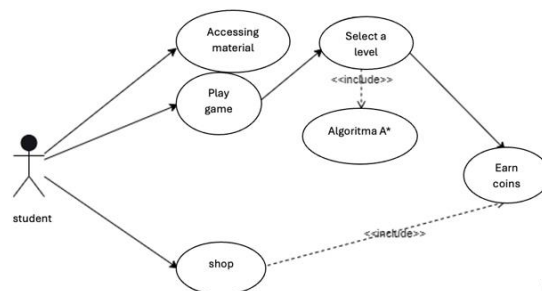 Accessing
material
Select a
level
<<include>>
Play
game
Algoritma A*
Earn
coins
student
<<include>>
shop